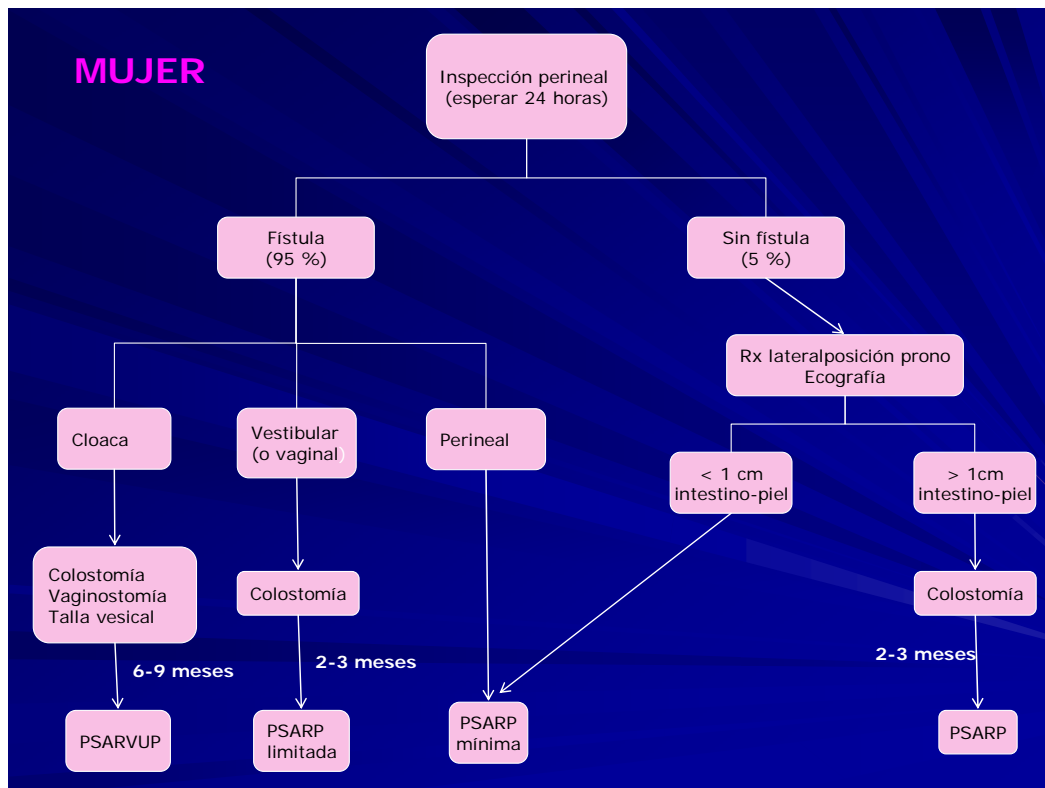 MUJER
Inspección perineal
(esperar 24 horas)
Fístula
(95 %)
Sin fístula
(5 %)
Rx lateralposición prono
Ecografía
Cloaca
Vestibular
(o vaginal)
Perineal
< 1 cm
intestino-piel
> 1cm
intestino-piel
Colostomía
Vaginostomía
Talla vesical
Colostomía
Colostomía
6-9 meses
2-3 meses
2-3 meses
PSARVUP
PSARP
limitada
PSARP
mínima
PSARP